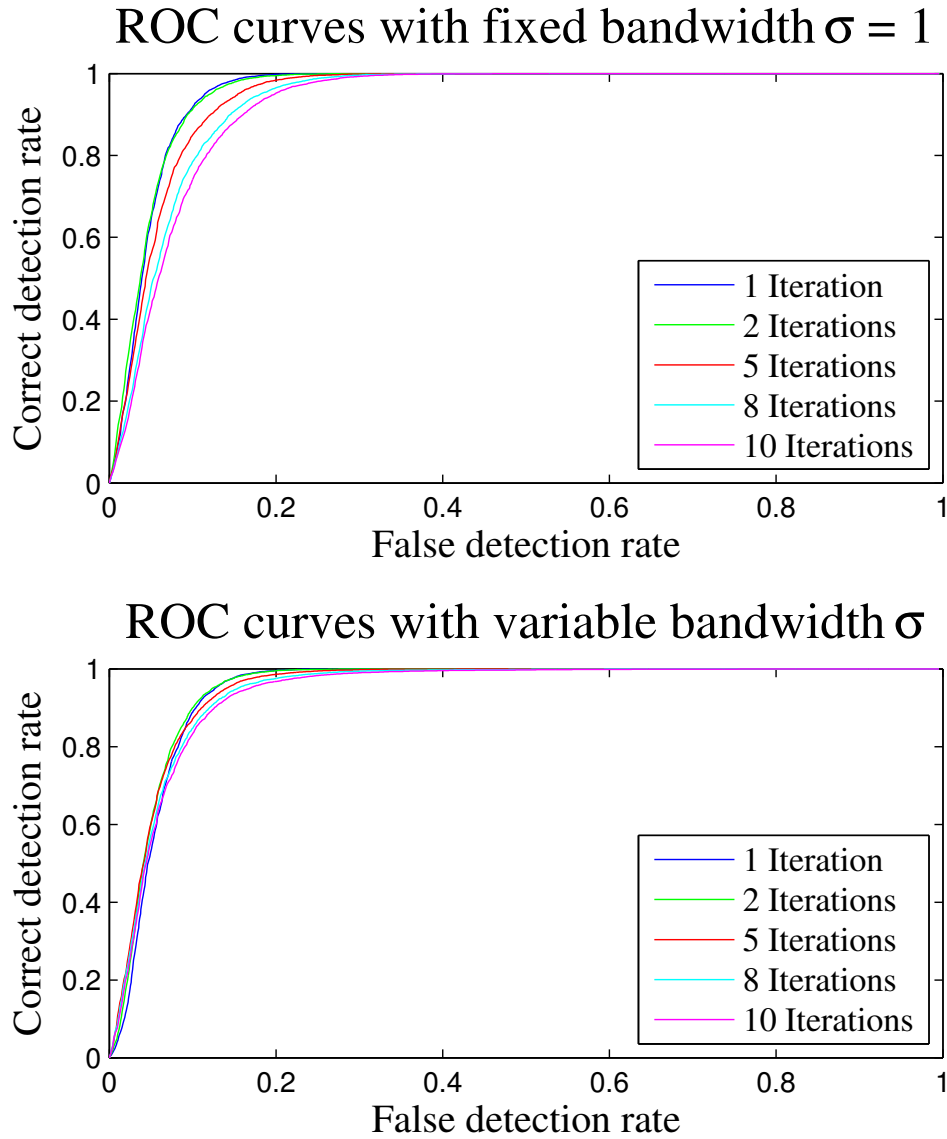 ROC curves with fixed bandwidth σ = 1
1
0.8
0.6
0.4
0.2
0
Correct detection rate
1 Iteration
2 Iterations
5 Iterations
8 Iterations
10 Iterations
0 0.2 0.4 0.6 0.8 1
False detection rate
ROC curves with variable bandwidth σ
1
0.8
0.6
0.4
0.2
0
Correct detection rate
1 Iteration
2 Iterations
5 Iterations
8 Iterations
10 Iterations
0 0.2 0.4 0.6 0.8 1
False detection rate